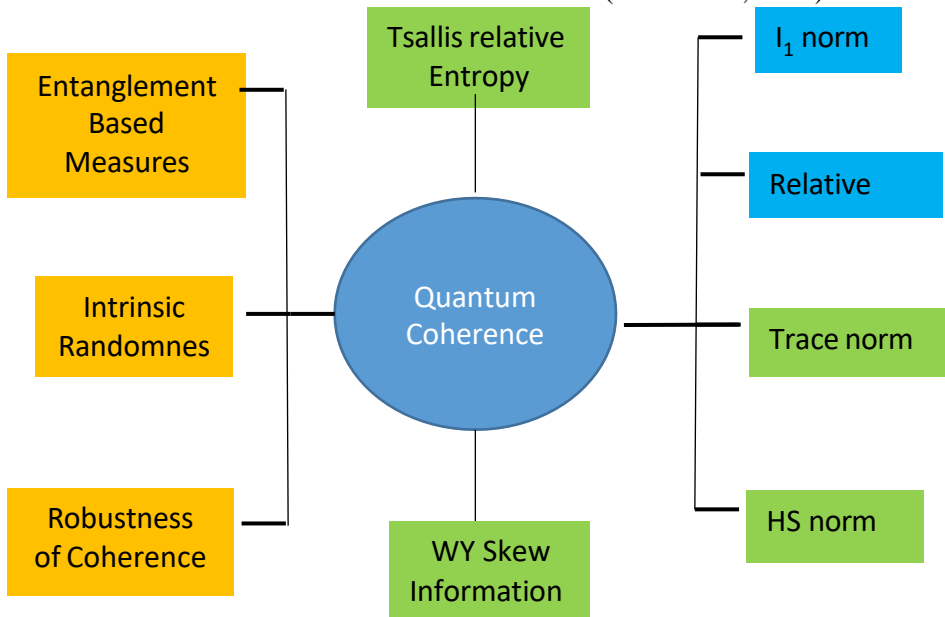 Tsallis relative
Entropy
I₁ norm
Entanglement
Based
Measures
Relative
Quantum
Coherence
Intrinsic
Randomnes
Trace norm
Robustness
of Coherence
HS norm
WY Skew
Information